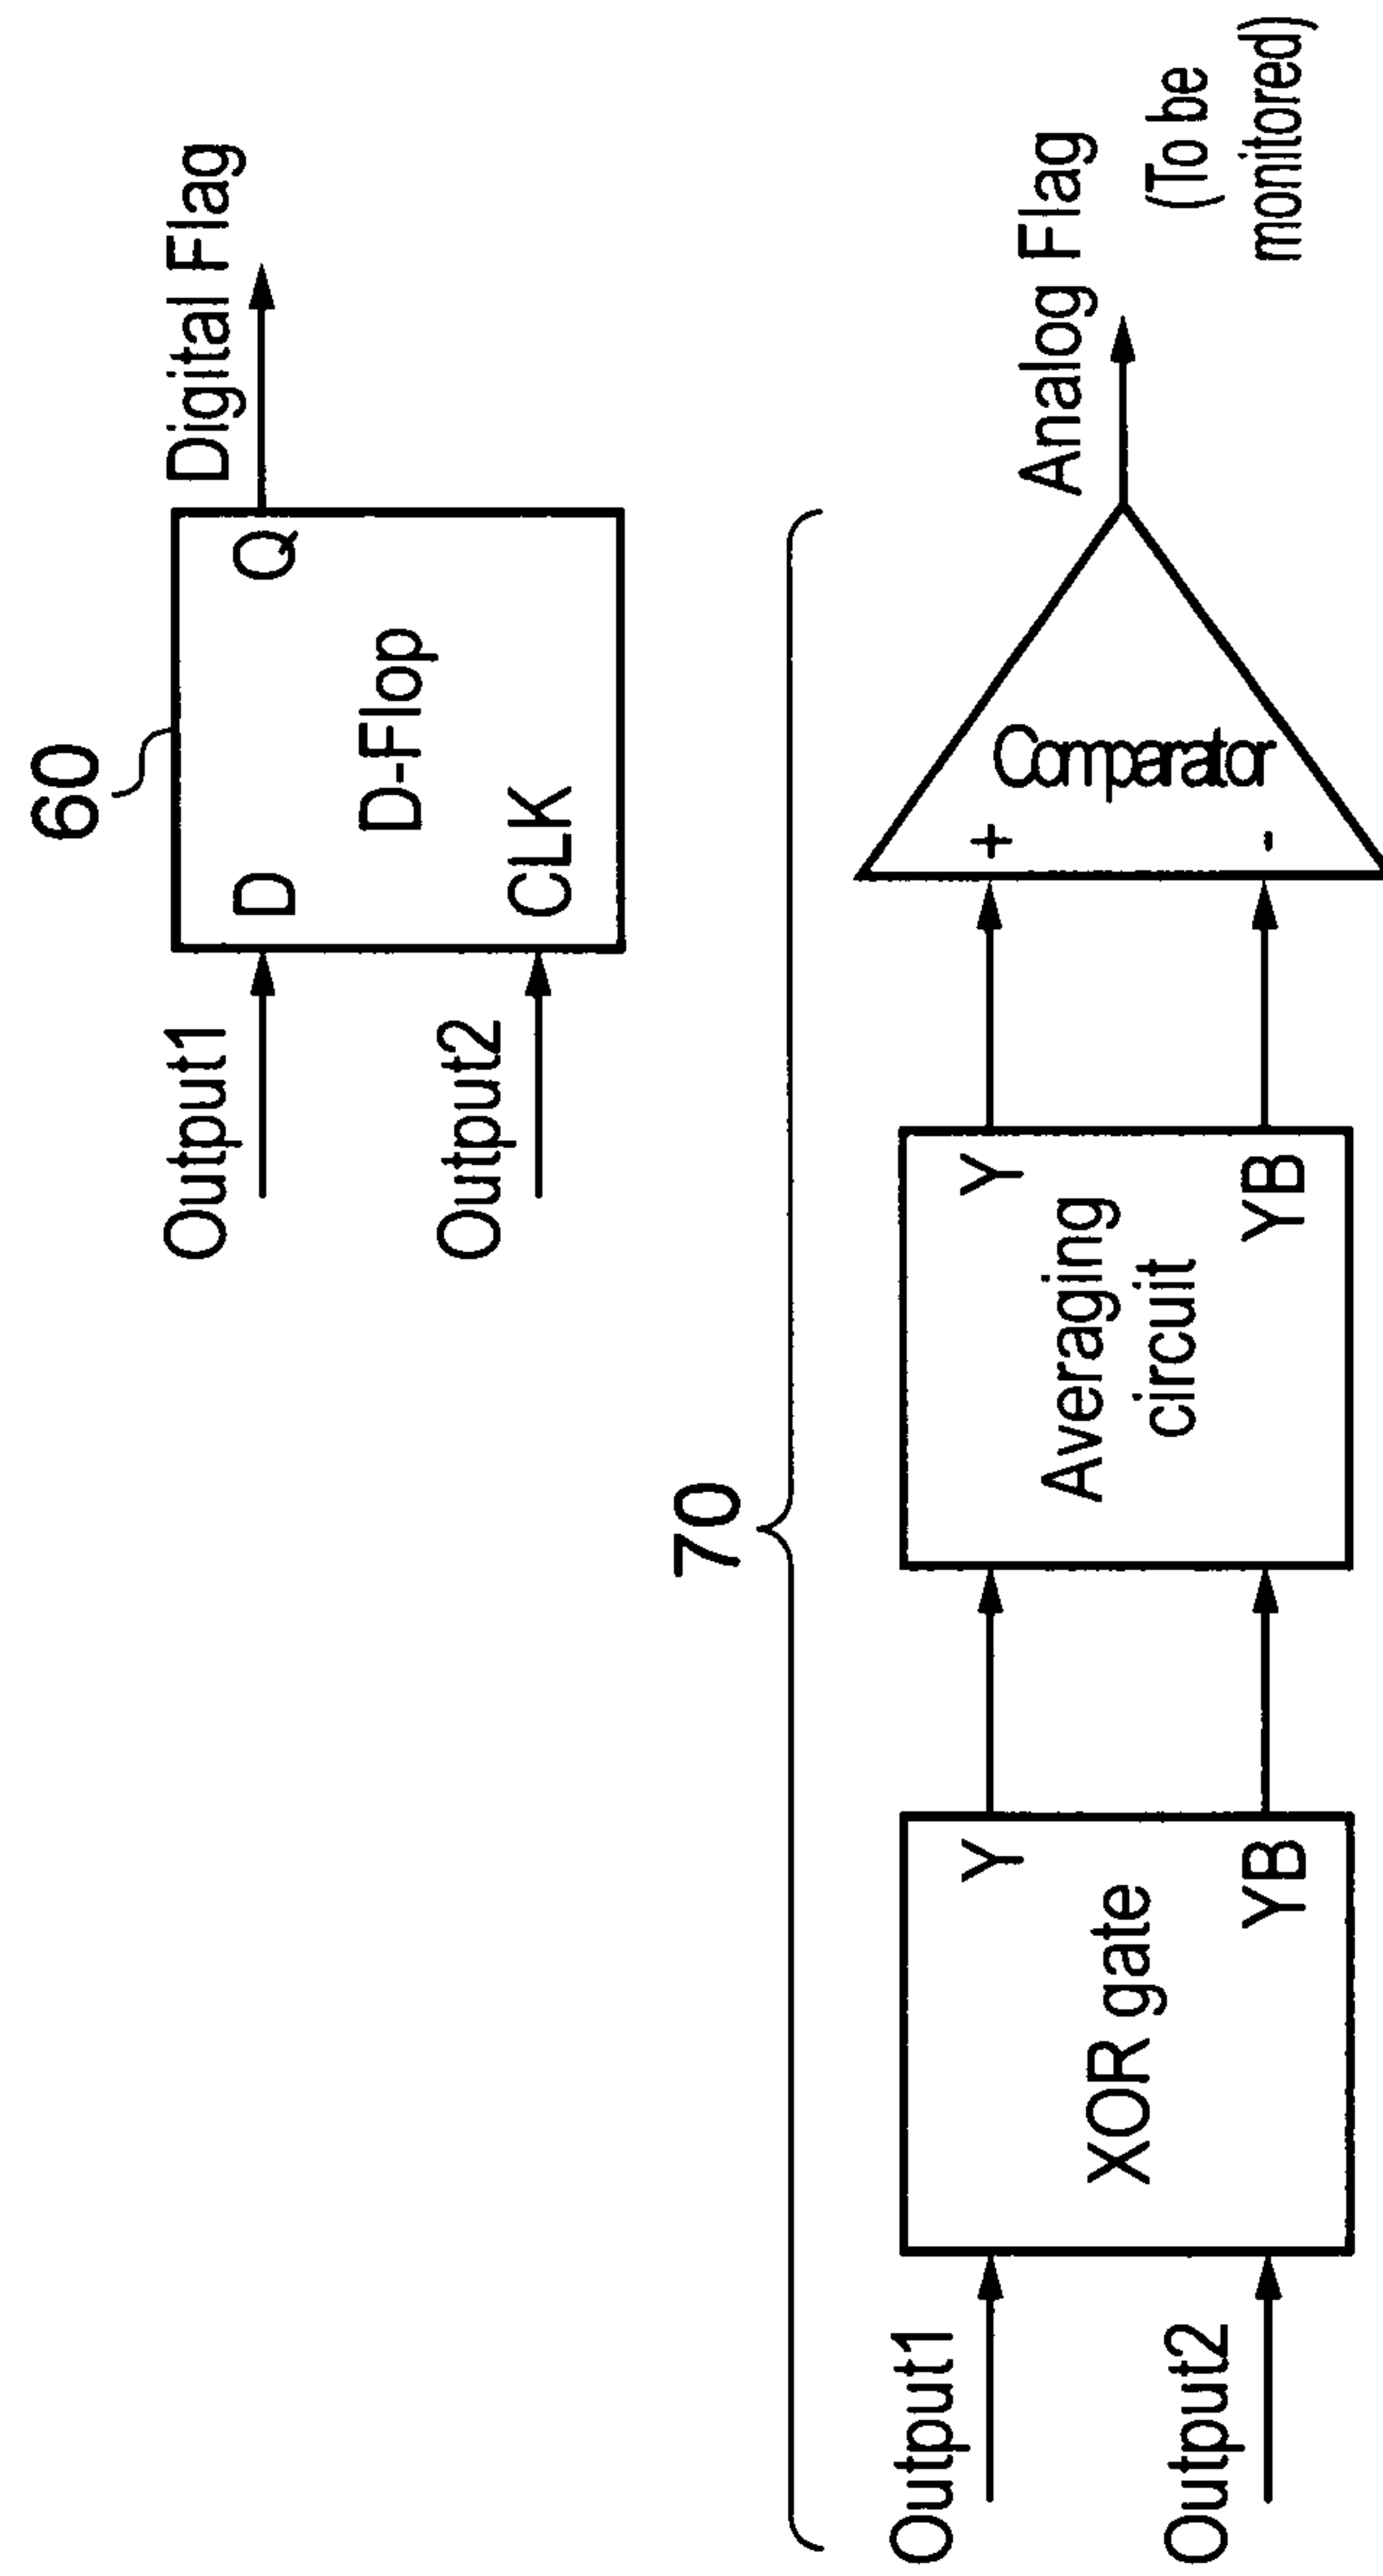 60
Output1
D
Q
Digital Flag
D-Flop
Output2
CLK
70
Output1
Y
Y
+
Analog Flag
XOR gate
Averaging
circuit
Comparator
(To be
monitored)
Output2
YB
YB
-